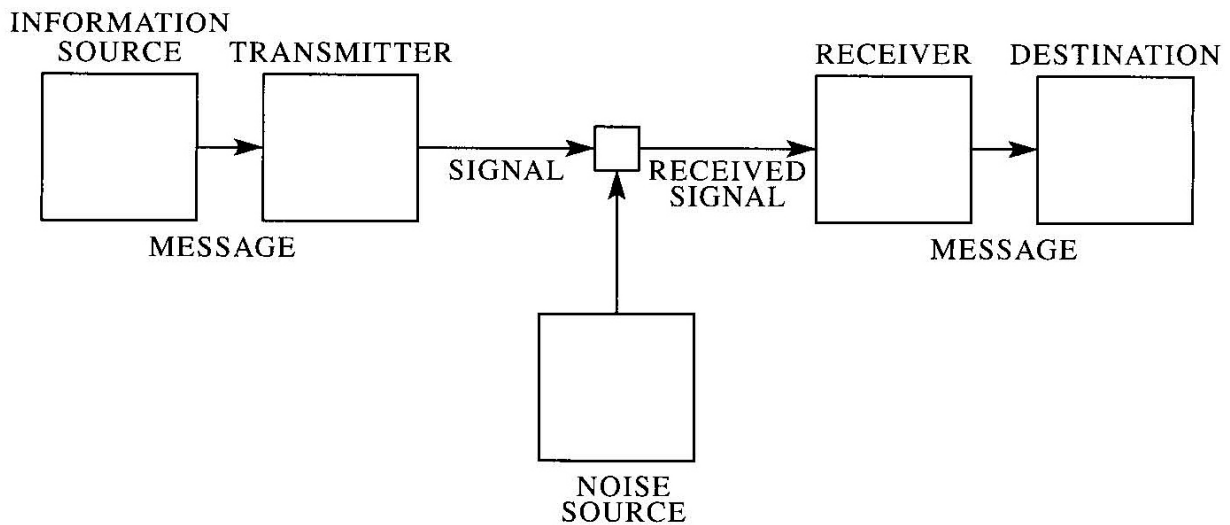 INFORMATION
SOURCE
TRANSMITTER
RECEIVER
DESTINATION
SIGNAL
RECEIVED
SIGNAL
MESSAGE
MESSAGE
NOISE
SOURCE